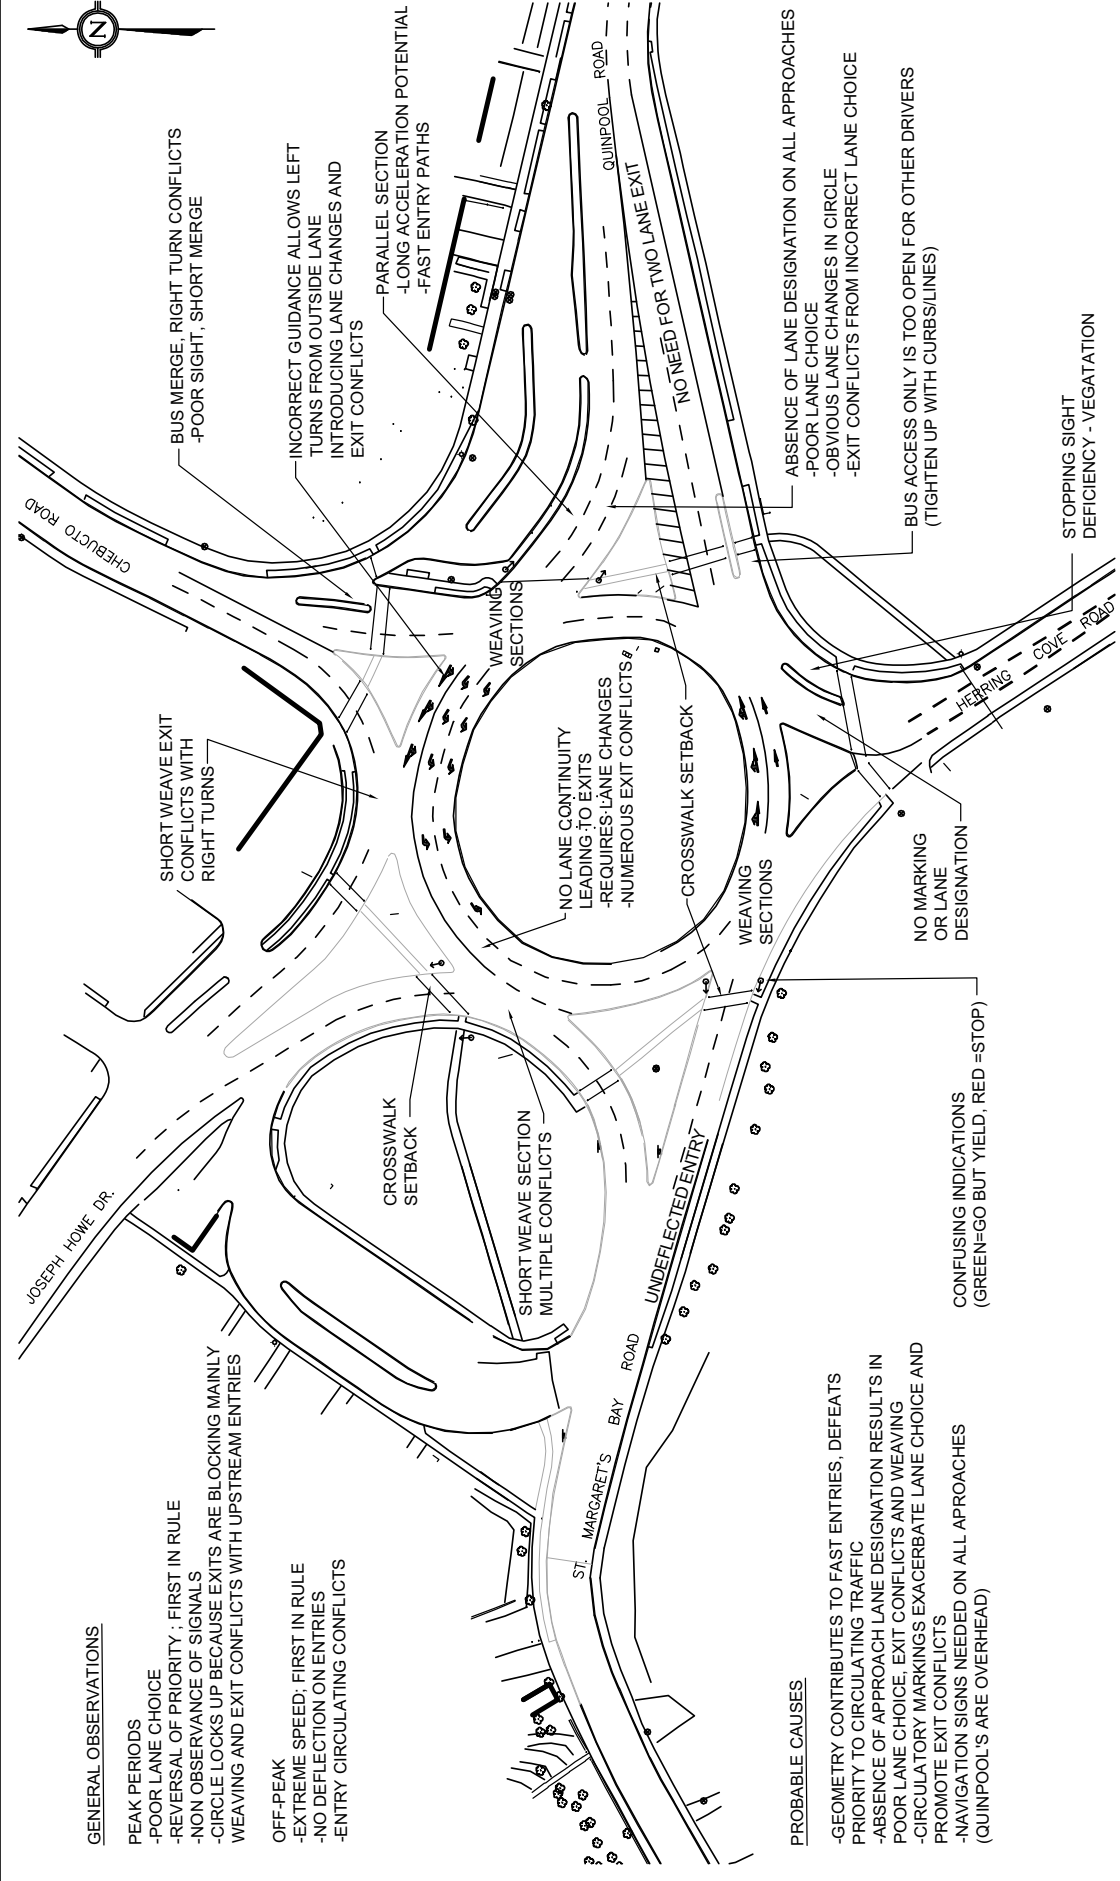 GENERAL OBSERVATIONS
PEAK PERIODS
-POOR LANE CHOICE
-REVERSAL OF PRIORITY ; FIRST IN RULE
-NON OBSERVANCE OF SIGNALS
-CIRCLE LOCKS UP BECAUSE EXITS ARE BLOCKING MAINLY
WEAVING AND EXIT CONFLICTS WITH UPSTREAM ENTRIES
OFF-PEAK
-EXTREME SPEED; FIRST IN RULE
-NO DEFLECTION ON ENTRIES
-ENTRY CIRCULATING CONFLICTS
JOSEPH HOWE DR.
SHORT WEAVE EXIT
CONFLICTS WITH
RIGHT TURNS
CHEBUCTO ROAD
BUS MERGE, RIGHT TURN CONFLICTS
-POOR SIGHT, SHORT MERGE
INCORRECT GUIDANCE ALLOWS LEFT
TURNS FROM OUTSIDE LANE
INTRODUCING LANE CHANGES AND
EXIT CONFLICTS
PARALLEL SECTION
-LONG ACCELERATION POTENTIAL
-FAST ENTRY PATHS
N
CROSSWALK
SETBACK
SHORT WEAVE SECTION
MULTIPLE CONFLICTS
WEAVING
SECTIONS
NO LANE CONTINUITY
LEADING TO EXITS
-REQUIRES LANE CHANGES
-NUMEROUS EXIT CONFLICTS
QUINPOOL ROAD
NO NEED FOR TWO LANE EXIT
CROSSWALK SETBACK
WEAVING
SECTIONS
UNDEFLECTED ENTRY
ST. MARGARET'S BAY ROAD
ABSENCE OF LANE DESIGNATION ON ALL APPROACHES
-POOR LANE CHOICE
-OBVIOUS LANE CHANGES IN CIRCLE
-EXIT CONFLICTS FROM INCORRECT LANE CHOICE
BUS ACCESS ONLY IS TOO OPEN FOR OTHER DRIVERS
(TIGHTEN UP WITH CURBS/LINES)
STOPPING SIGHT
DEFICIENCY - VEGATATION
HERRING COVE ROAD
NO MARKING
OR LANE
DESIGNATION
CONFUSING INDICATIONS
(GREEN=GO BUT YIELD, RED =STOP)
PROBABLE CAUSES
-GEOMETRY CONTRIBUTES TO FAST ENTRIES, DEFEATS
PRIORITY TO CIRCULATING TRAFFIC
-ABSENCE OF APPROACH LANE DESIGNATION RESULTS IN
POOR LANE CHOICE, EXIT CONFLICTS AND WEAVING
-CIRCULATORY MARKINGS EXACERBATE LANE CHOICE AND
PROMOTE EXIT CONFLICTS
-NAVIGATION SIGNS NEEDED ON ALL APROACHES
(QUINPOOL'S ARE OVERHEAD)